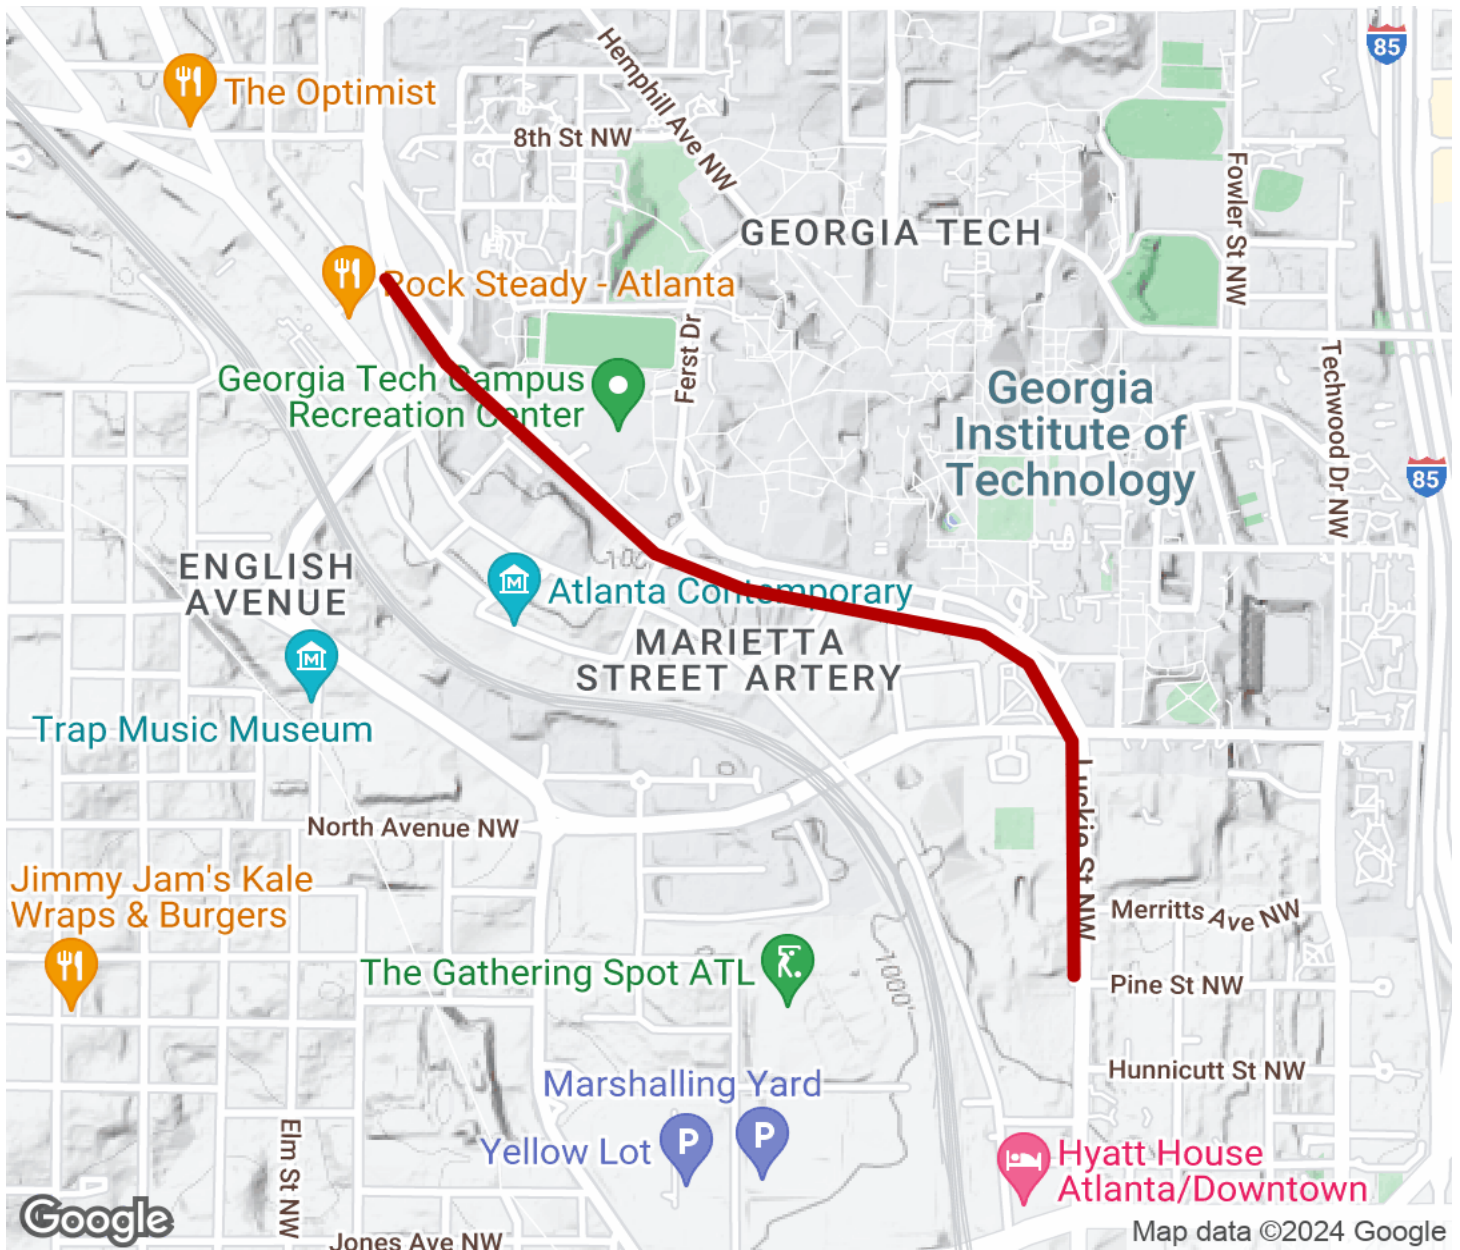 85
Hemphill Ave NW
The Optimist
8th St NW
Fowler St NW
GEORGIA TECH
Rock Steady - Atlanta
Ferst Dr
Techwood Dr NW
Georgia Tech Campus
Recreation Center
Georgia
Institute of
Technology
85
ENGLISH
AVENUE
Atlanta Contemporary
MARIETTA
STREET ARTERY
Trap Music Museum
Luckie St NW
North Avenue NW
Jimmy Jam's Kale
Wraps & Burgers
Merritts Ave NW
The Gathering Spot ATL
1000'
Pine St NW
Hunnicutt St NW
Marshalling Yard
P
P
Yellow Lot
Elm St NW
Hyatt House
Atlanta/Downtown
Google
Jones Ave NW
Map data ©2024 Google